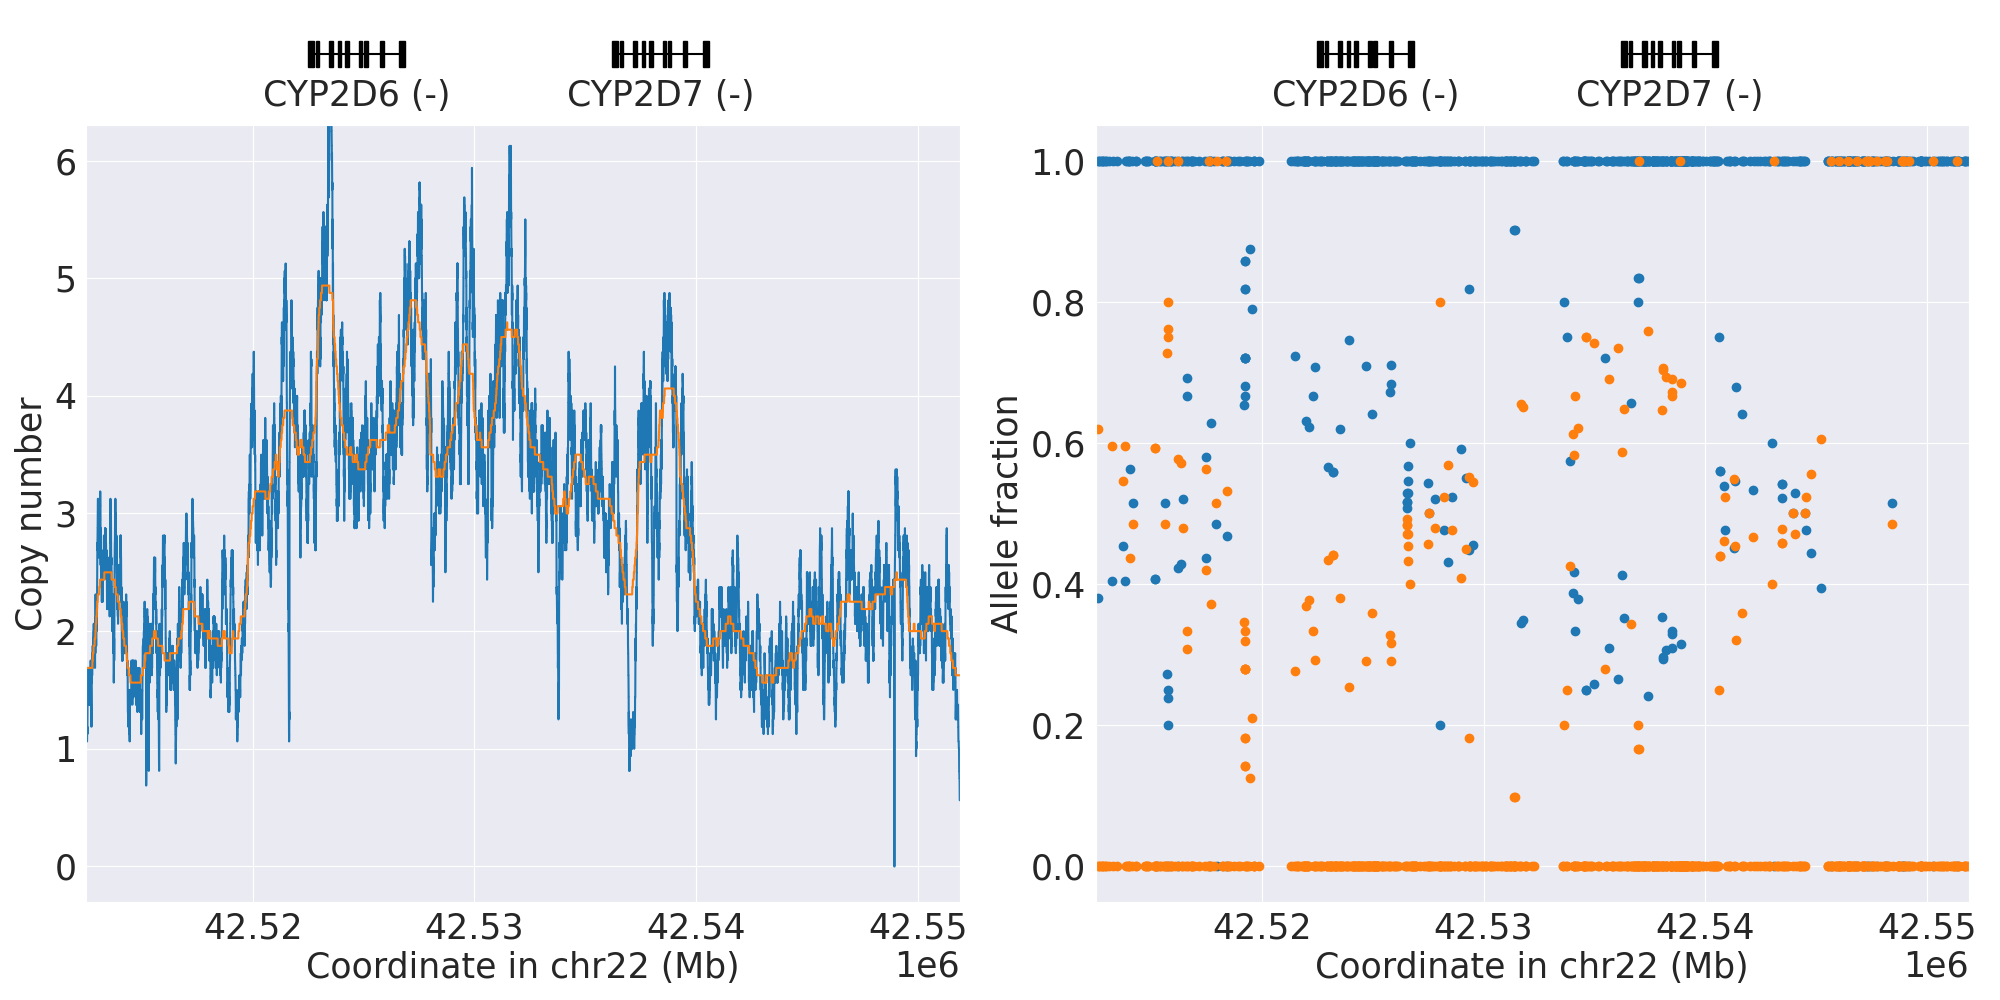 CYP2D6 (-) CYP2D7 (-)
Copy number
6
5
4
3
2
1
0
42.52 42.53 42.54 42.55
Coordinate in chr22 (Mb) 1e6
CYP2D6 (-) CYP2D7 (-)
Allele fraction
1.0
0.8
0.6
0.4
0.2
0.0
42.52 42.53 42.54 42.55
Coordinate in chr22 (Mb) 1e6